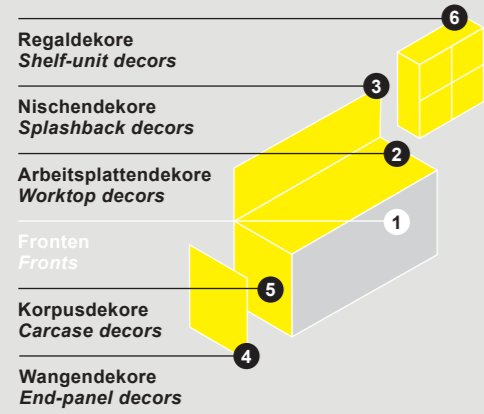 6
Regaldekore
Shelf-unit decors
3
Nischendekore
Splashback decors
2
Arbeitsplattendekore
Worktop decors
1
Fronten
Fronts
5
Korpusdekore
Carcase decors
4
Wangendekore
End-panel decors